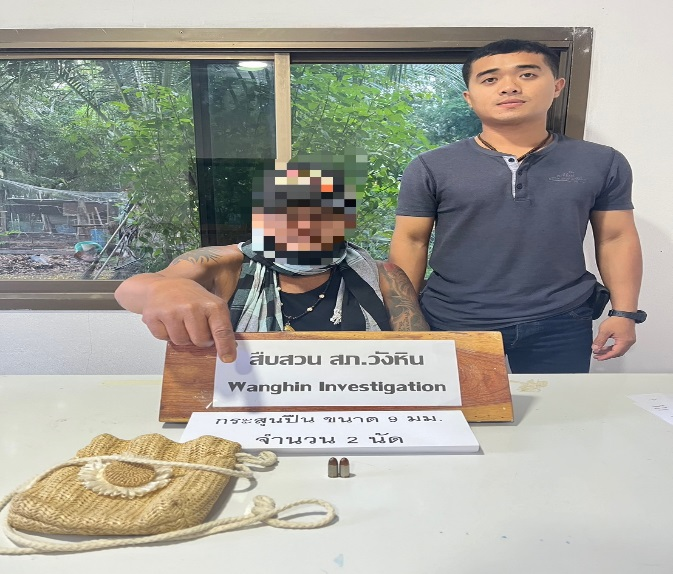 สืบสวน สภ.วังหิน
Wanghin Investigation
กระสุนปืน ขนาด 9 มม.
จำนวน 2 นัด